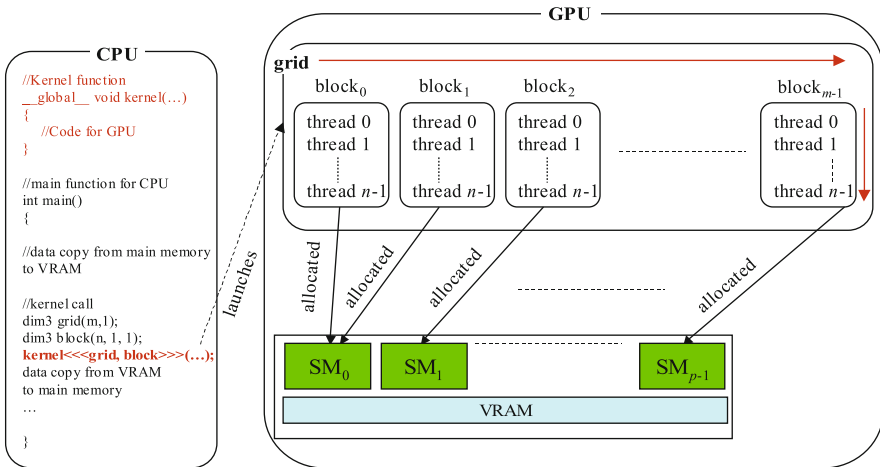 CPU
//Kernel function
__global__ void kernel(…)
{
//Code for GPU
}
//main function for CPU
int main()
{
//data copy from main memory
to VRAM
//kernel call
dim3 grid(m,1);
dim3 block(n, 1, 1);
kernel<<<grid, block>>>(…);
data copy from VRAM
to main memory
…
}
launches
GPU
grid
block0 block1 block2 blockm-1
thread 0 thread 0 thread 0 thread 0
thread 1 thread 1 thread 1 thread 1
thread n-1 thread n-1 thread n-1 thread n-1
allocated allocated allocated allocated
SM0 SM1 SMp-1
VRAM